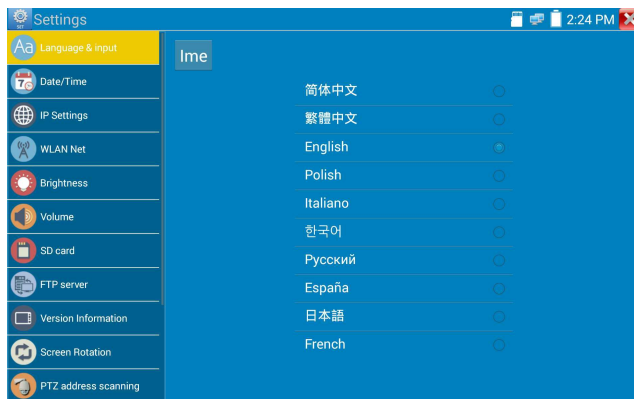 Settings
2:24 PM
Aa Language & input
Ime
Date/Time
IP Settings
WLAN Net
Brightness
Volume
SD card
FTP server
Version Information
Screen Rotation
PTZ address scanning
简体中文
繁體中文
English
Polish
Italiano
한국어
Русский
España
日本語
French